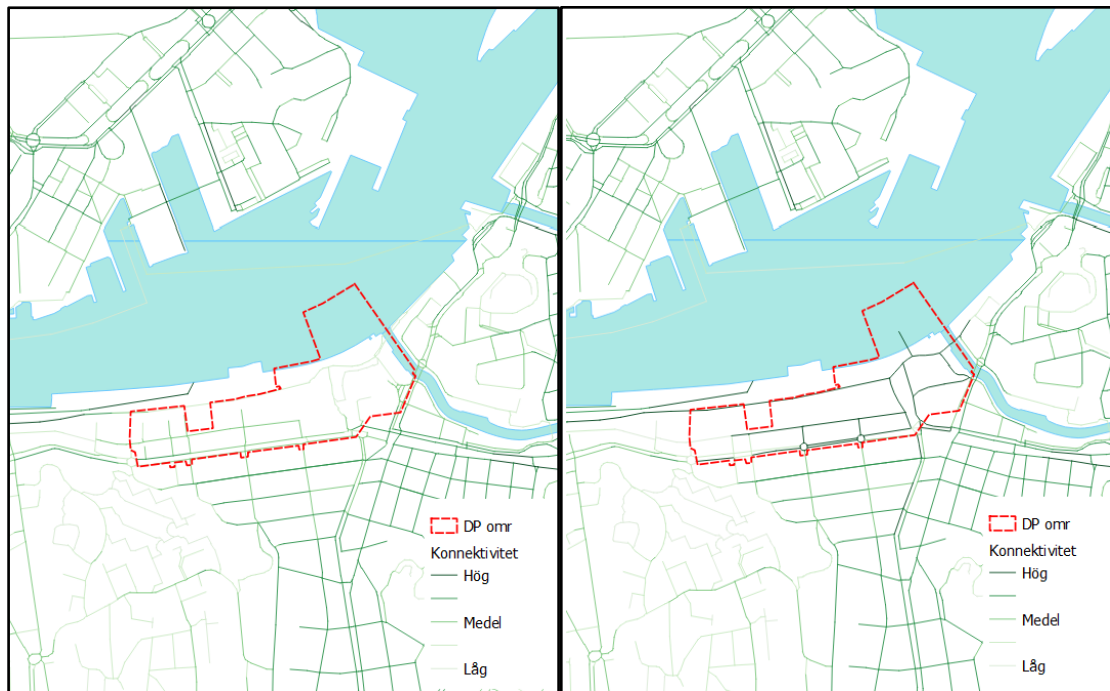 DP omr
Konnektivitet
Hög
Medel
Låg
DP omr
Konnektivitet
Hög
Medel
Låg